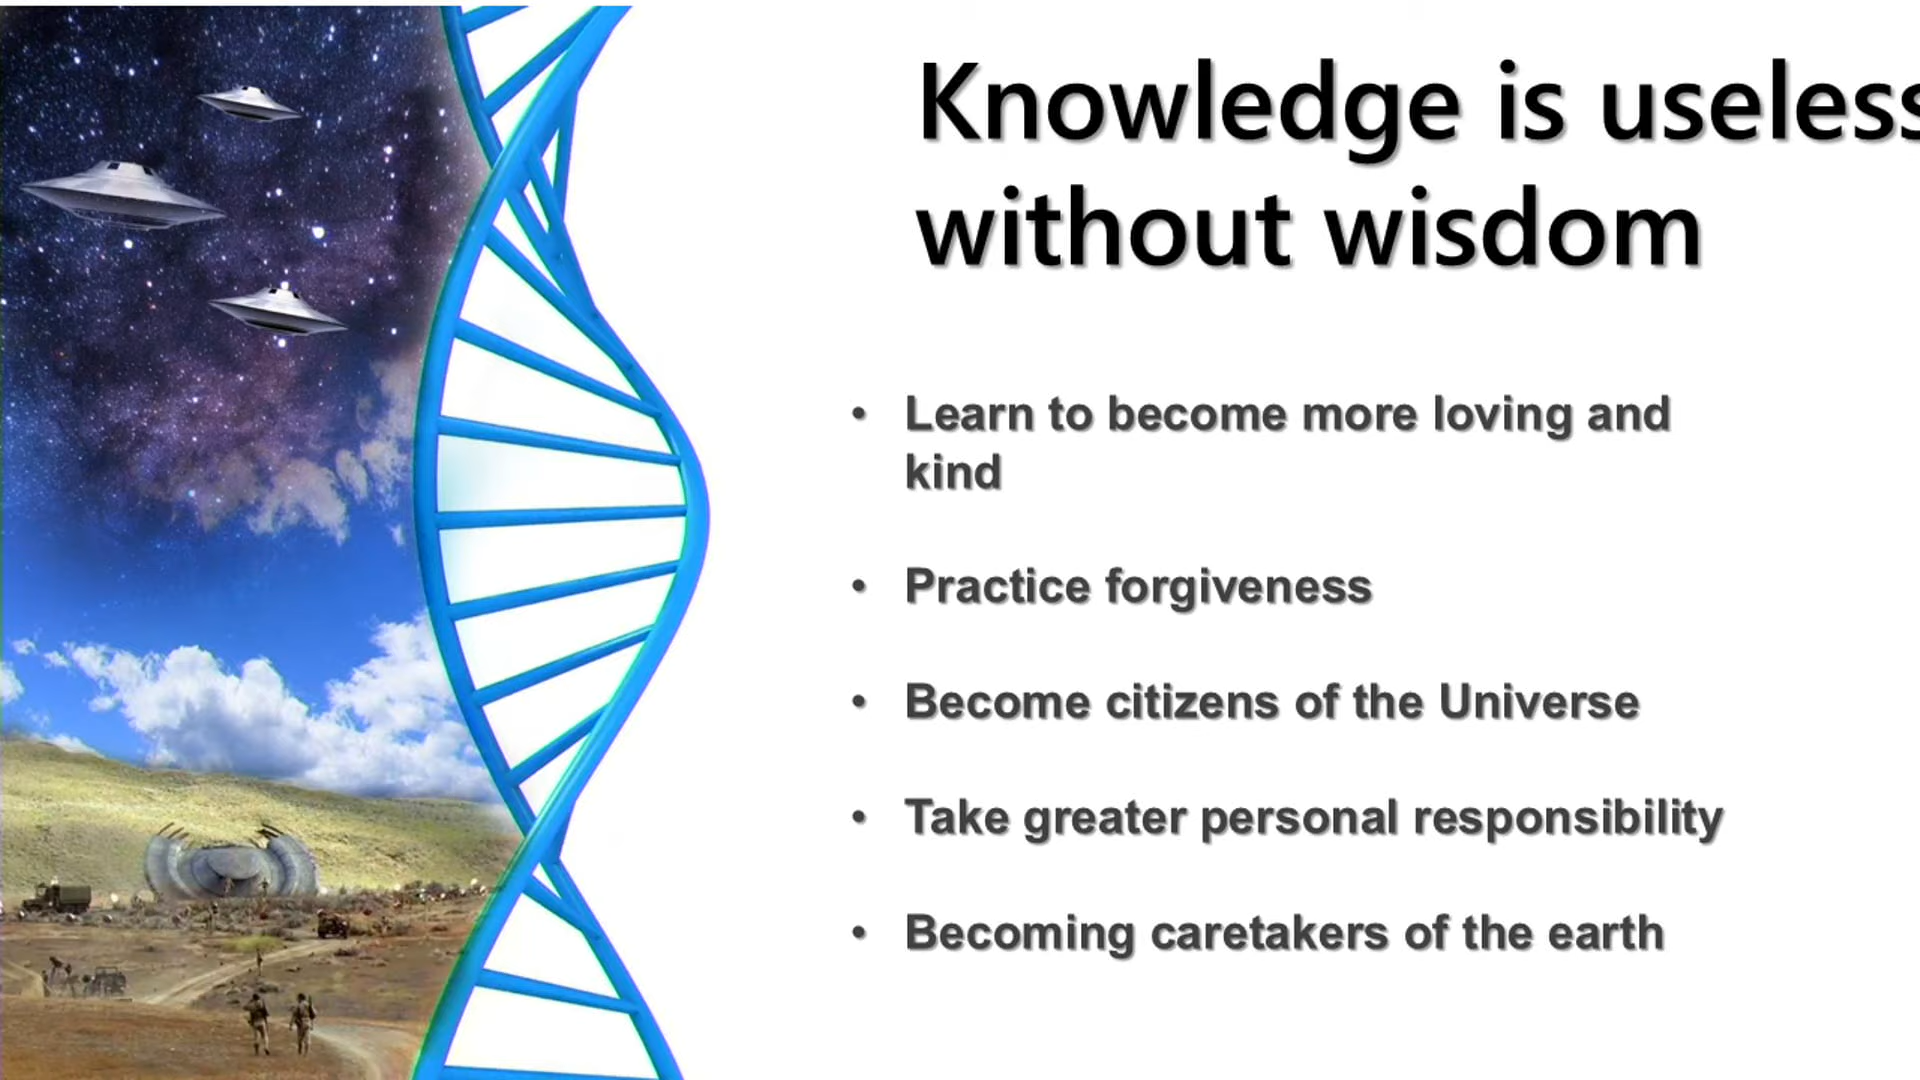 Knowledge is useless
without wisdom
• Learn to become more loving and
kind
• Practice forgiveness
• Become citizens of the Universe
• Take greater personal responsibility
• Becoming caretakers of the earth